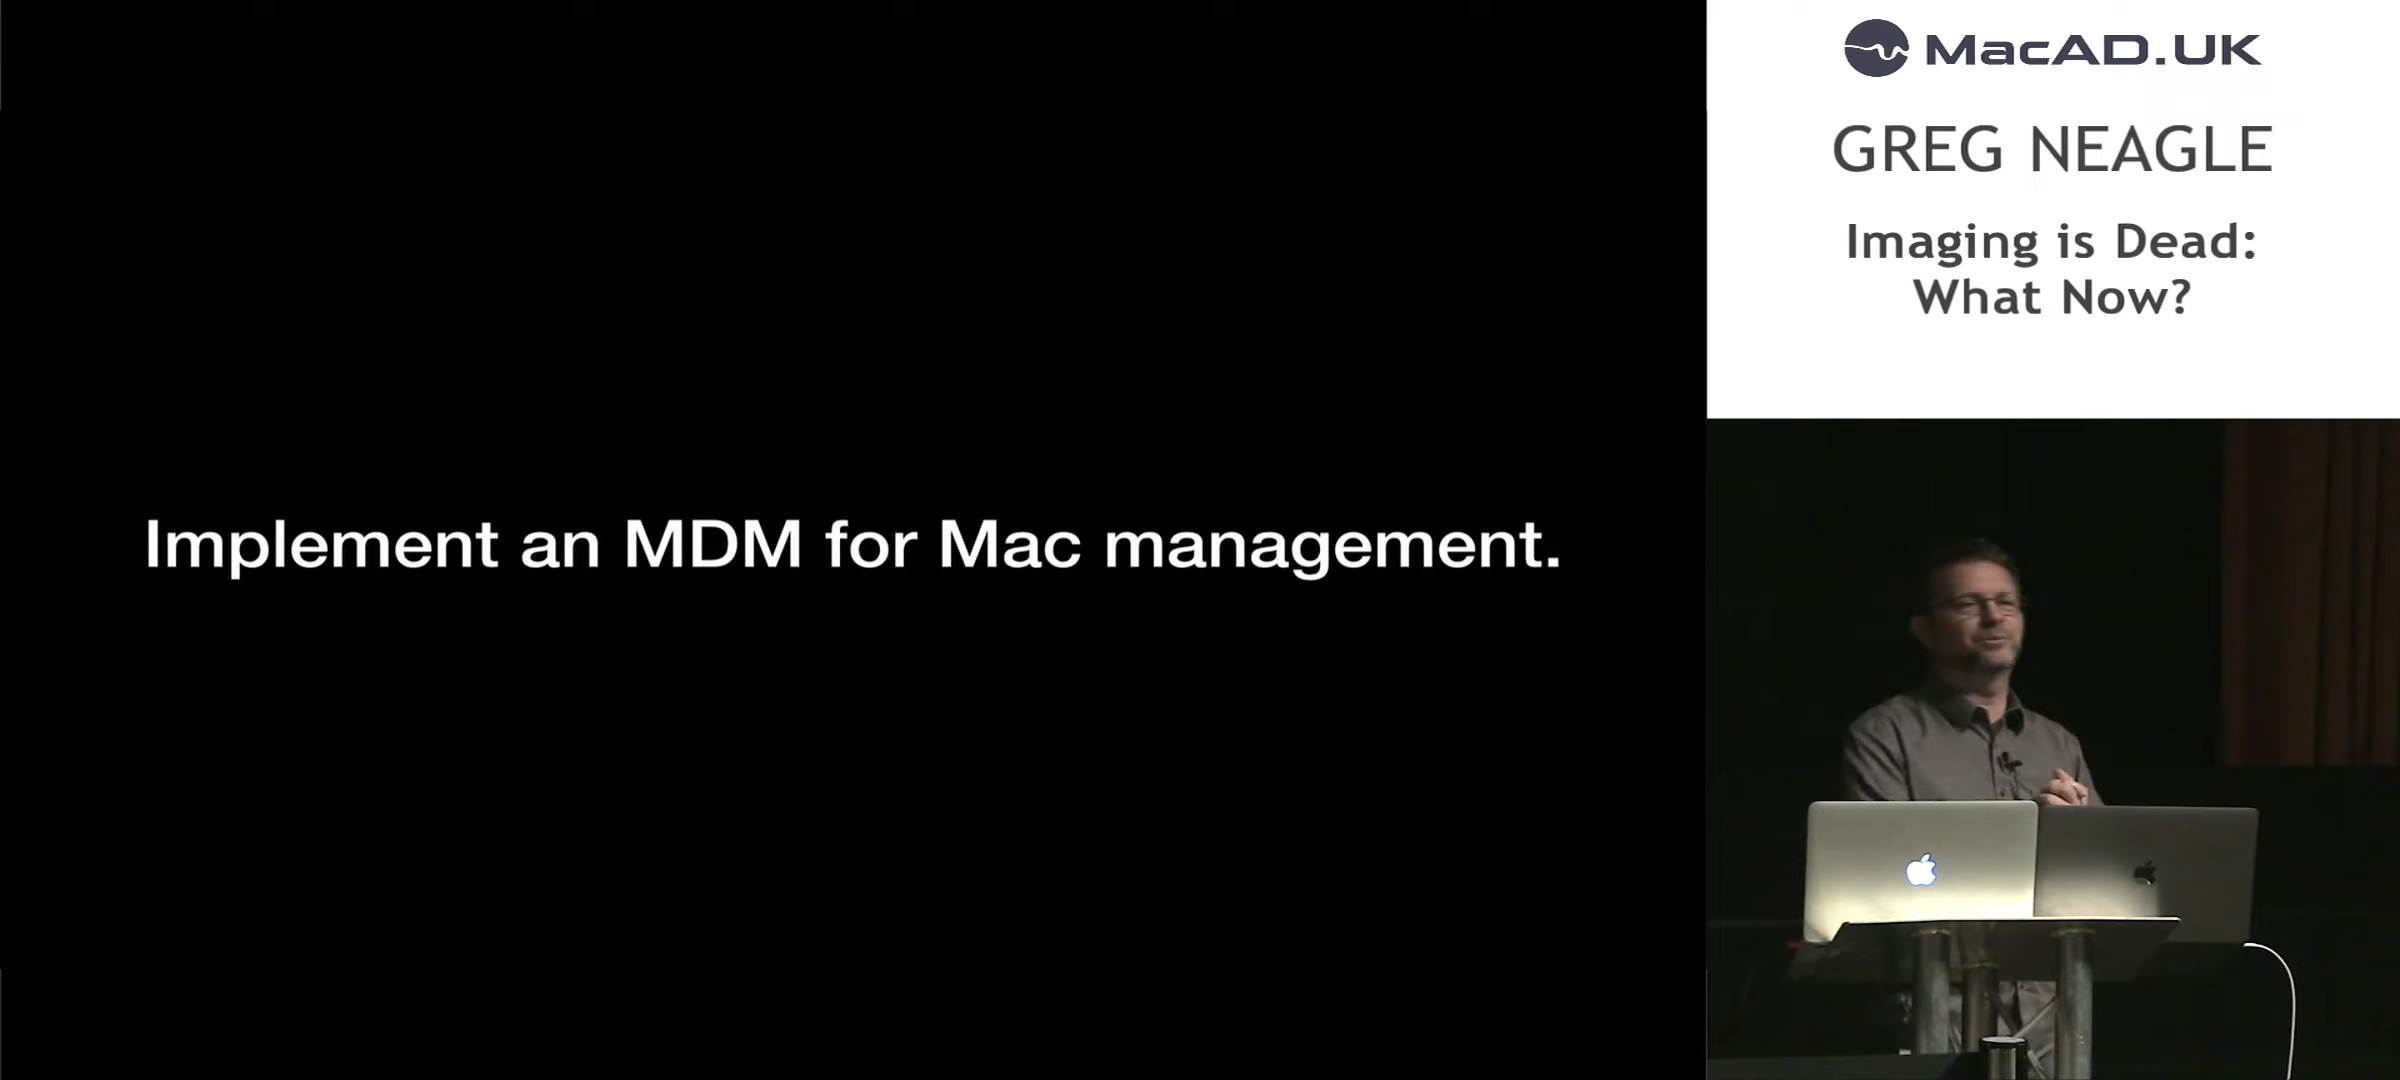 Implement an MDM for Mac management.
MacAD.UK
GREG NEAGLE
Imaging is Dead:
What Now?